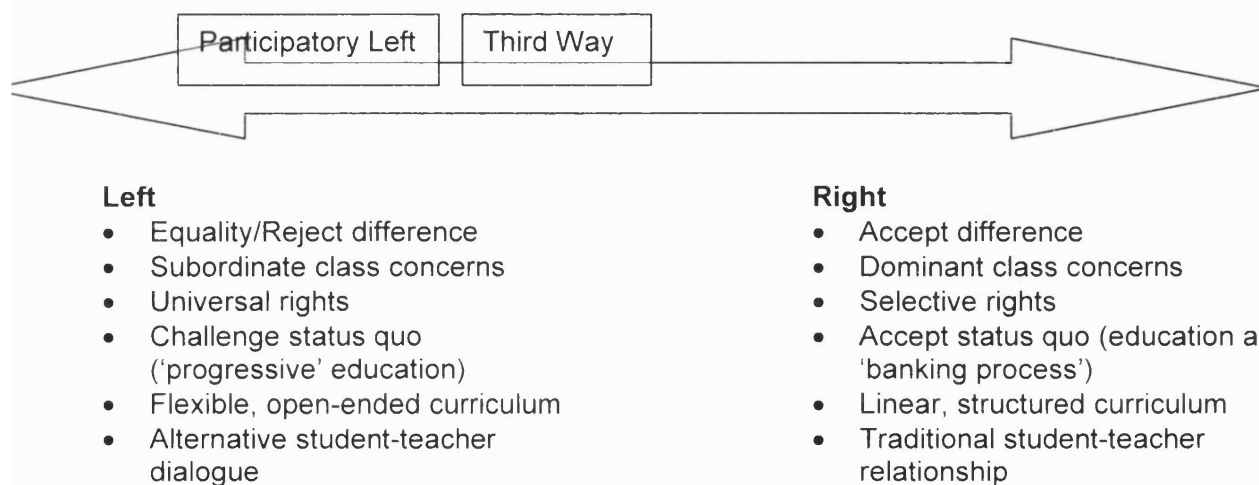 Participatory Left
Third Way
Left
• Equality/Reject difference
• Subordinate class concerns
• Universal rights
• Challenge status quo
(‘progressive’ education)
• Flexible, open-ended curriculum
• Alternative student-teacher
dialogue
Right
• Accept difference
• Dominant class concerns
• Selective rights
• Accept status quo (education a
‘banking process’)
• Linear, structured curriculum
• Traditional student-teacher
relationship